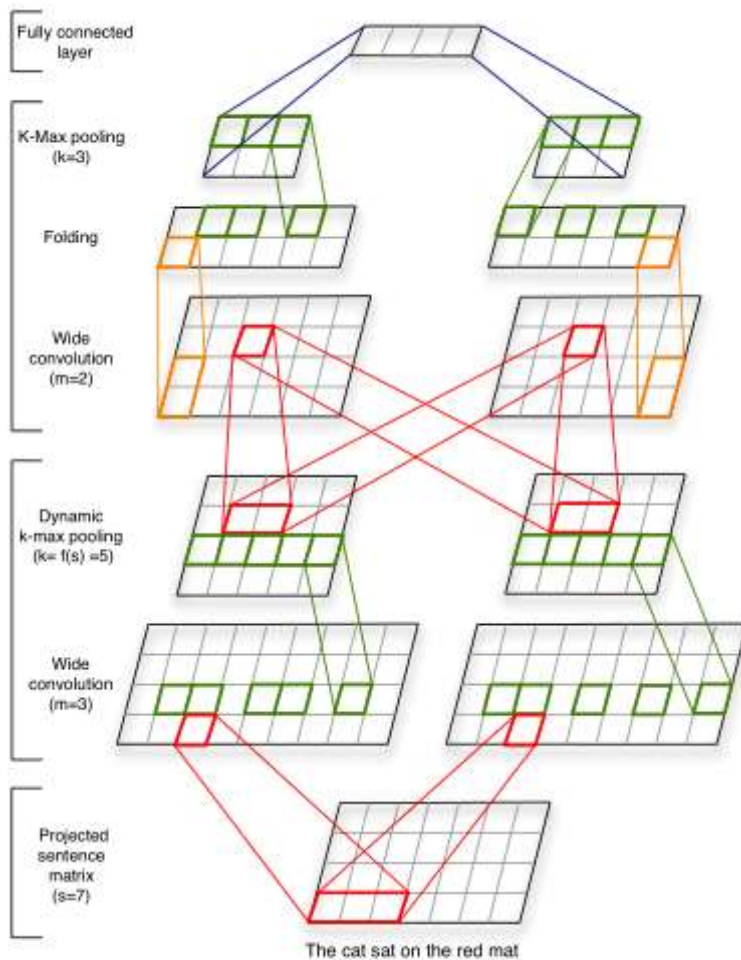 Fully connected
layer
K-Max pooling
(k=3)
Folding
Wide
convolution
(m=2)
Dynamic
k-max pooling
(k= f(s) =5)
Wide
convolution
(m=3)
Projected
sentence
matrix
(s=7)
The cat sat on the red mat